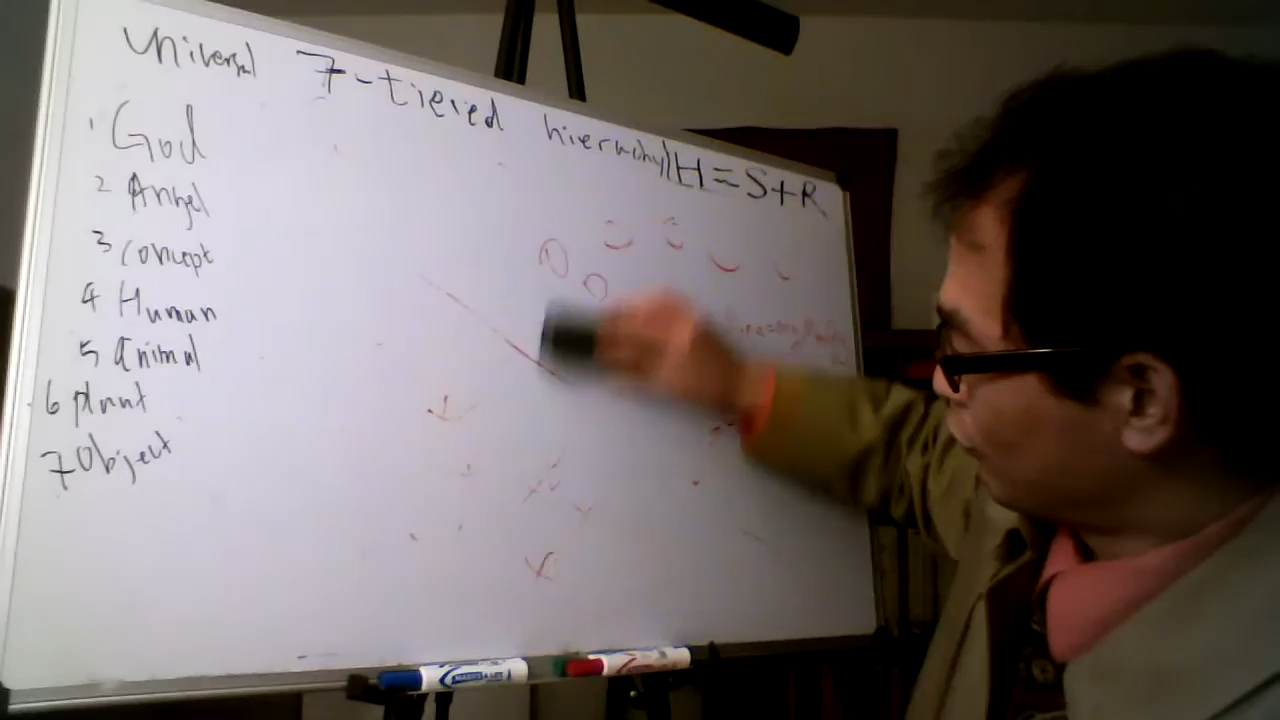 Universal 7-tiered hierarchy H=S+R
1 God
2 Angel
3 Concept
4 Human
5 animal
6 plant
7 Object